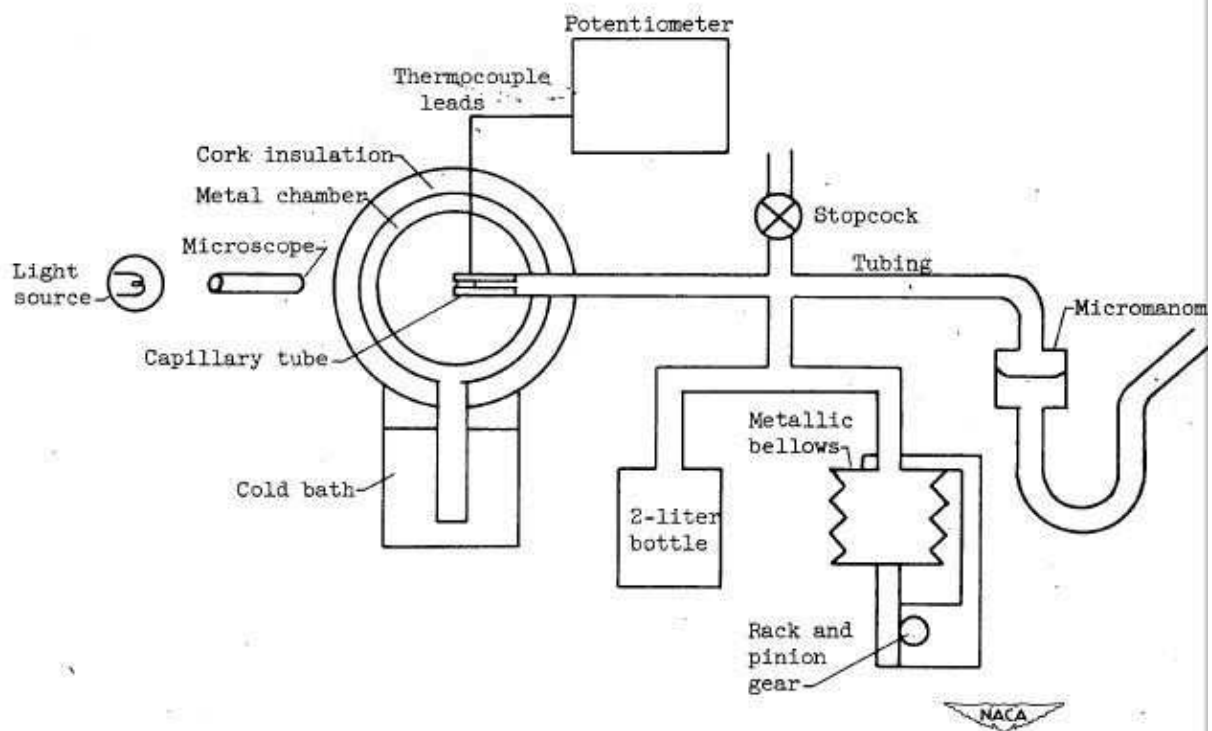 Potentiometer
Thermocouple
leads
Cork insulation
Metal chamber
Microscope
Light
source
Stopcock
Tubing
Micromanom
Capillary tube
Metallic
bellows
Cold bath
2-liter
bottle
Rack and
pinion
gear
NACA